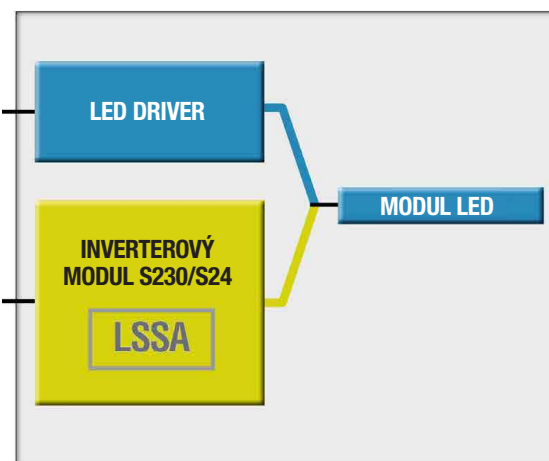 LED DRIVER
MODUL LED
INVERTEROVÝ
MODUL S230/S24
LSSA